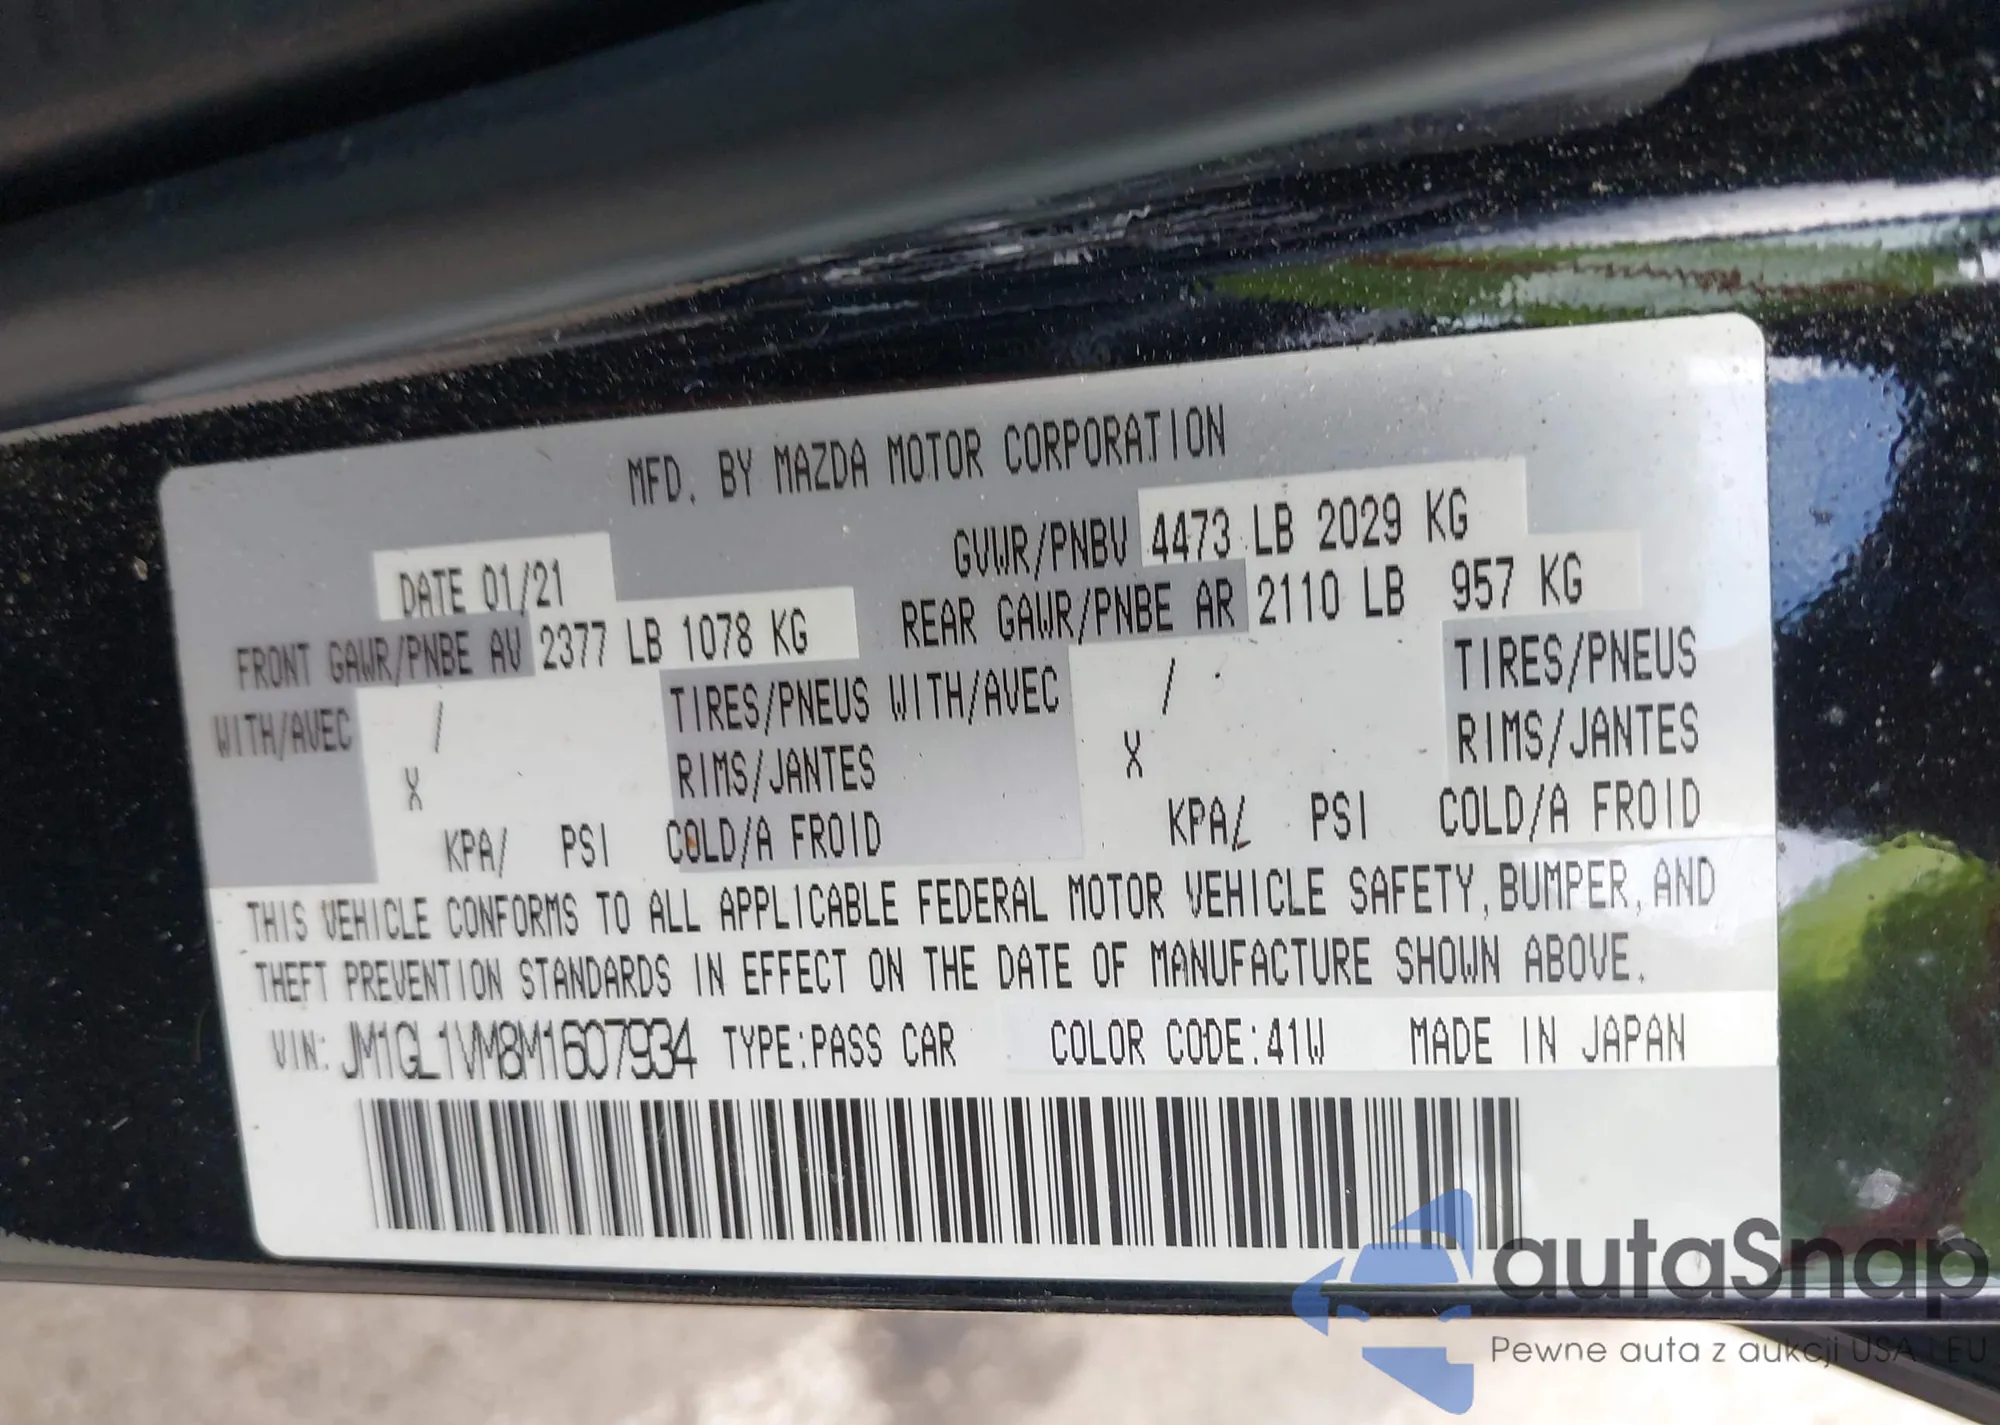 MFD. BY MAZDA MOTOR CORPORATION
DATE 01/21 GVWR/PNBV 4473 LB 2029 KG
FRONT GAWR/PNBE AV 2377 LB 1078 KG REAR GAWR/PNBE AR 2110 LB 957 KG
WITH/AVEC / TIRES/PNEUS WITH/AVEC / TIRES/PNEUS
X RIMS/JANTES X RIMS/JANTES
KPA/ PSI COLD/A FROID KPA/ PSI COLD/A FROID
THIS VEHICLE CONFORMS TO ALL APPLICABLE FEDERAL MOTOR VEHICLE SAFETY, BUMPER, AND
THEFT PREVENTION STANDARDS IN EFFECT ON THE DATE OF MANUFACTURE SHOWN ABOVE.
VIN: JM1GL1VM8M1607934 TYPE:PASS CAR COLOR CODE:41W MADE IN JAPAN
autaSnap
Pewne auta z aukcji USA i EU